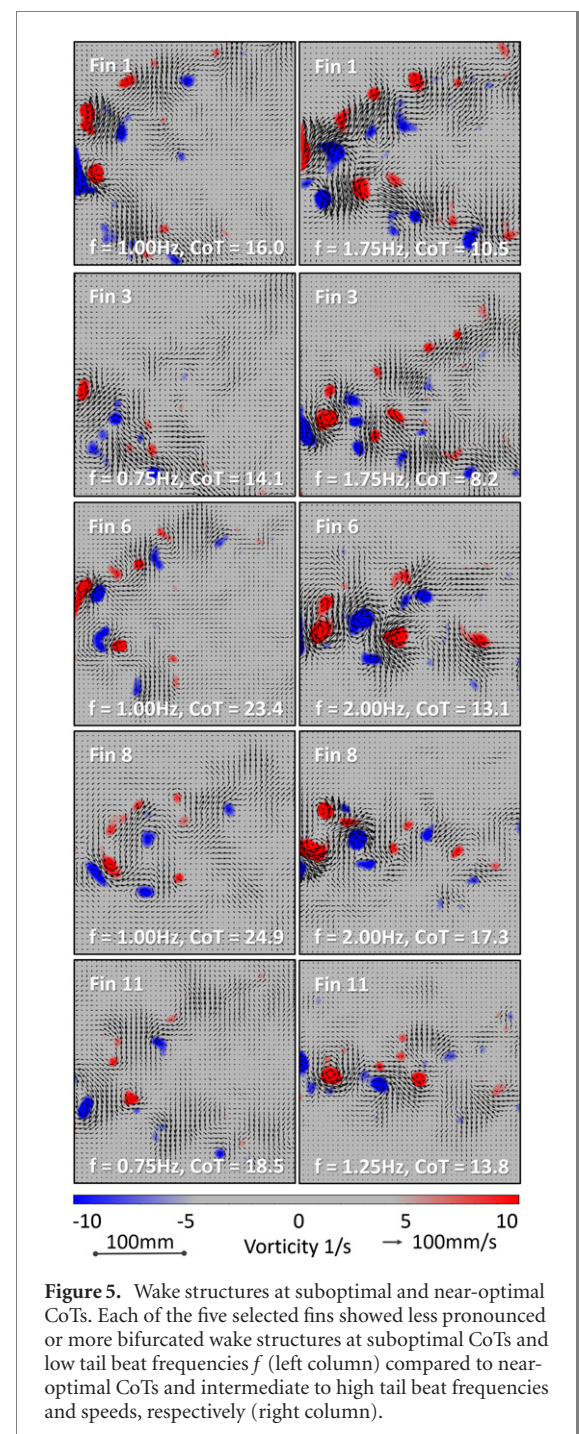 Fin 1
f = 1.00Hz, CoT = 16.0
Fin 1
f = 1.75Hz, CoT = 10.5
Fin 3
f = 0.75Hz, CoT = 14.1
Fin 3
f = 1.75Hz, CoT = 8.2
Fin 6
f = 1.00Hz, CoT = 23.4
Fin 6
f = 2.00Hz, CoT = 13.1
Fin 8
f = 1.00Hz, CoT = 24.9
Fin 8
f = 2.00Hz, CoT = 17.3
Fin 11
f = 0.75Hz, CoT = 18.5
Fin 11
f = 1.25Hz, CoT = 13.8
-10 -5 0 5 10
100mm Vorticity 1/s → 100mm/s
Figure 5. Wake structures at suboptimal and near-optimal
CoTs. Each of the five selected fins showed less pronounced
or more bifurcated wake structures at suboptimal CoTs and
low tail beat frequencies f (left column) compared to near-
optimal CoTs and intermediate to high tail beat frequencies
and speeds, respectively (right column).